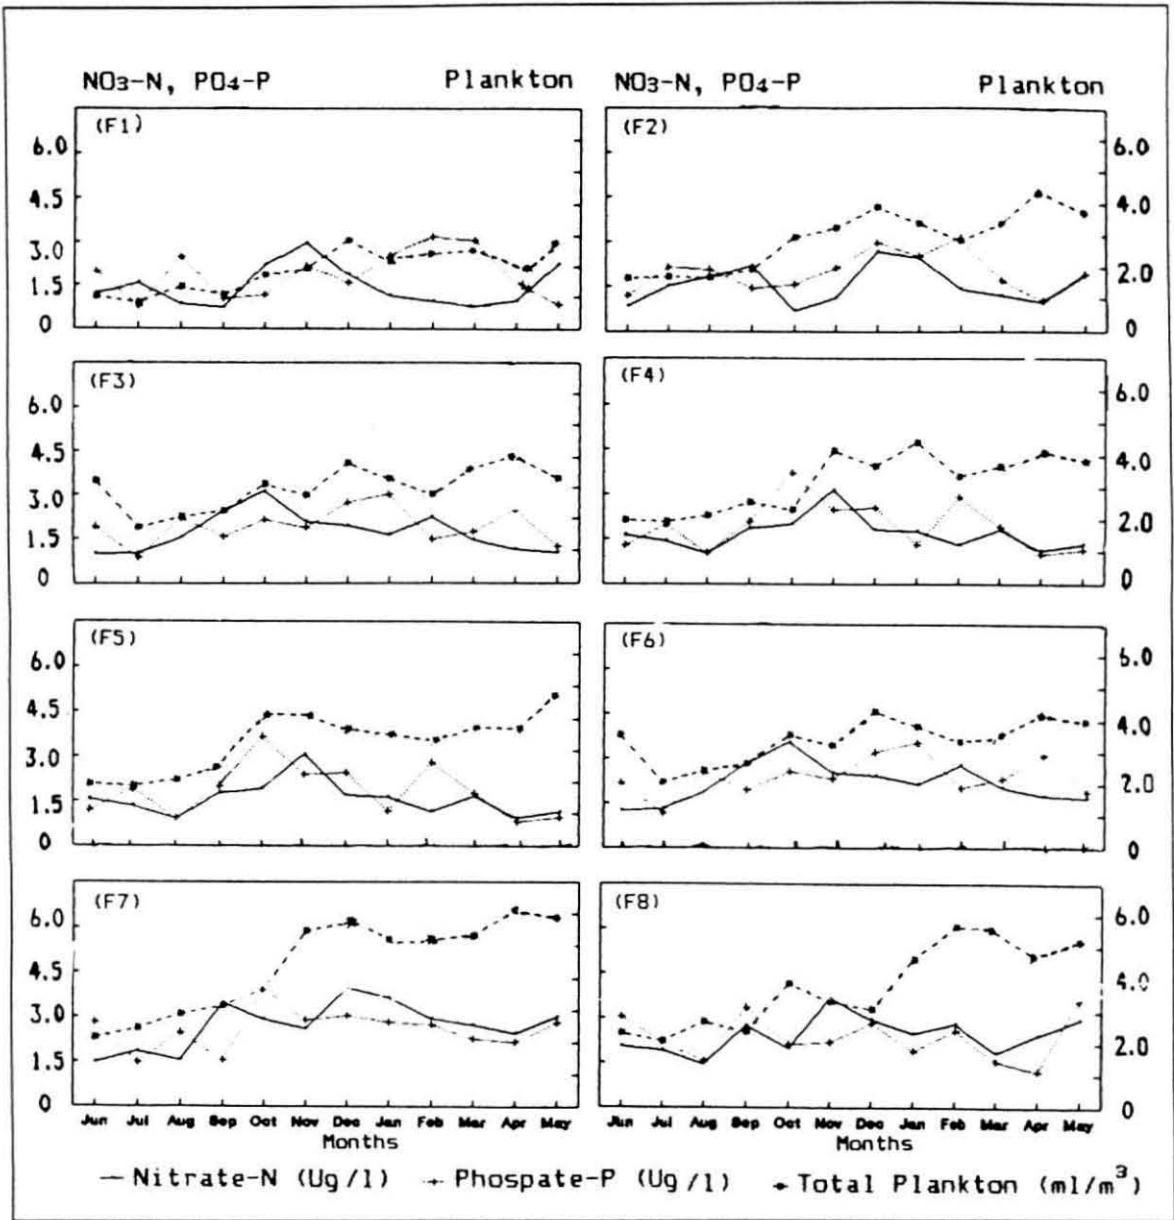 NO3-N, PO4-P Plankton NO3-N, PO4-P Plankton
(F1) (F2)
6.0 6.0
4.5 4.0
3.0
1.5 2.0
0 0
(F3) (F4)
6.0 6.0
4.5 4.0
3.0
1.5 2.0
0 0
(F5) (F6)
6.0 6.0
4.5 4.0
3.0
1.5 2.0
0 0
(F7) (F8)
6.0 6.0
4.5 4.0
3.0
1.5 2.0
0 0
Jun Jul Aug Sep Oct Nov Dec Jan Feb Mar Apr May Jun Jul Aug Sep Oct Nov Dec Jan Feb Mar Apr May
Months Months
Nitrate-N (Ug/l) Phospate-P (Ug/l) Total Plankton (ml/m³)